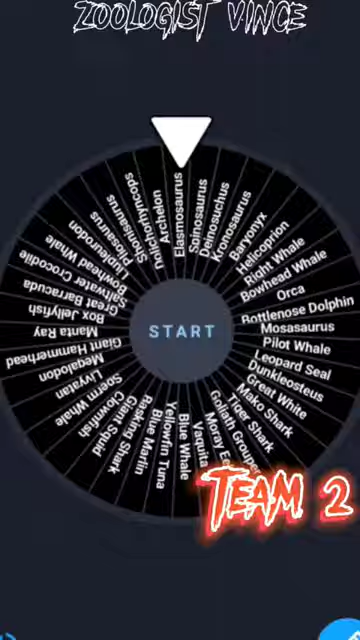 ZOOLOGIST VINCE
Elasmosaurus
Spinosaurus
Deinosuchus
Kronosaurus
Baryonyx
Helicoprion
Right Whale
Bowhead Whale
Orca
Bottlenose Dolphin
Mosasaurus
Pilot Whale
Leopard Seal
Dunkleosteus
Great White
Mako Shark
Tiger Shark
Goliath Grouper
Moray
Vaquita
Blue Whale
Yellowfin Tuna
Blue Marlin
Basking Shark
Giant Squid
Clownfish
Sperm Whale
Livyatan
Megalodon
Giant Hammerhead
Manta Ray
Box Jellyfish
Great Barracuda
Saltwater Crocodile
Bowhead Whale
Liopleurodon
Pliosaurus
Shonisaurus
Archelon
START
TEAM 2